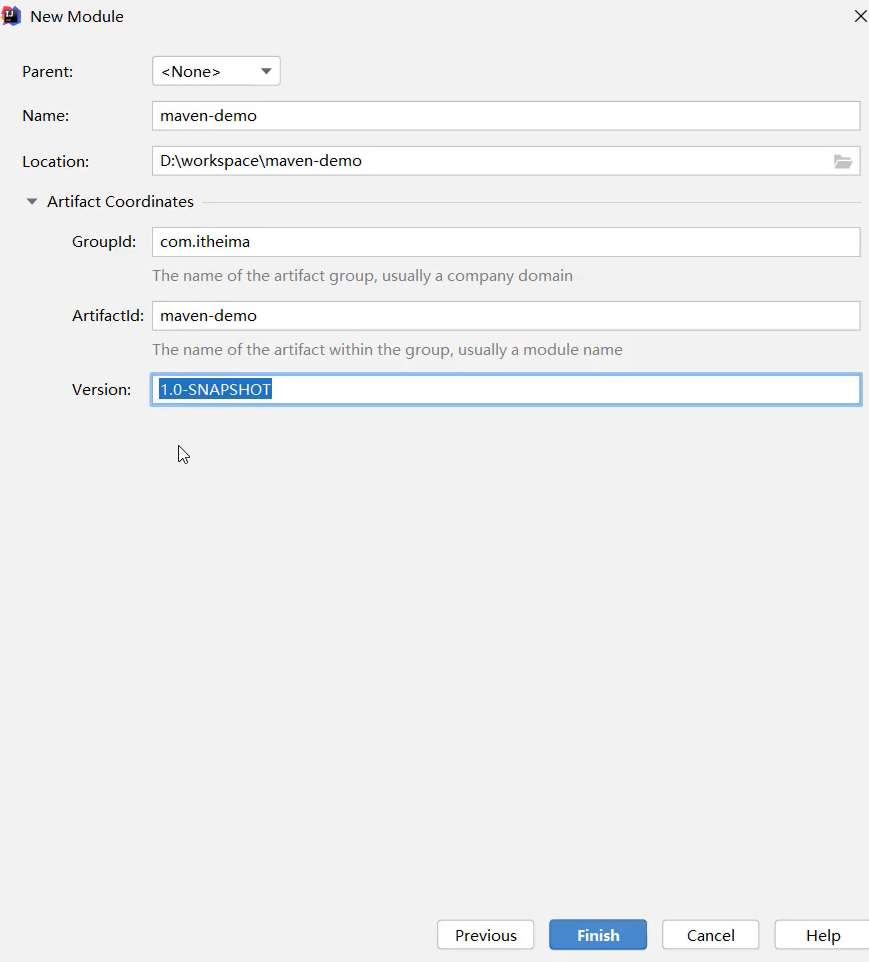 New Module
Parent: <None>
Name: maven-demo
Location: D:\workspace\maven-demo
Artifact Coordinates
GroupId: com.itheima
The name of the artifact group, usually a company domain
ArtifactId: maven-demo
The name of the artifact within the group, usually a module name
Version: 1.0-SNAPSHOT
Previous Finish Cancel Help